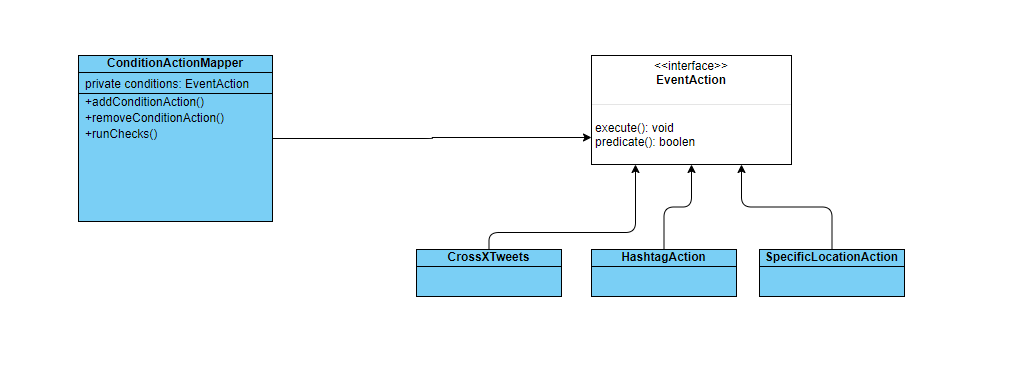 ConditionActionMapper
private conditions: EventAction
+addConditionAction()
+removeConditionAction()
+runChecks()
<<interface>>
EventAction
execute(): void
predicate(): boolen
CrossXTweets
HashtagAction
SpecificLocationAction